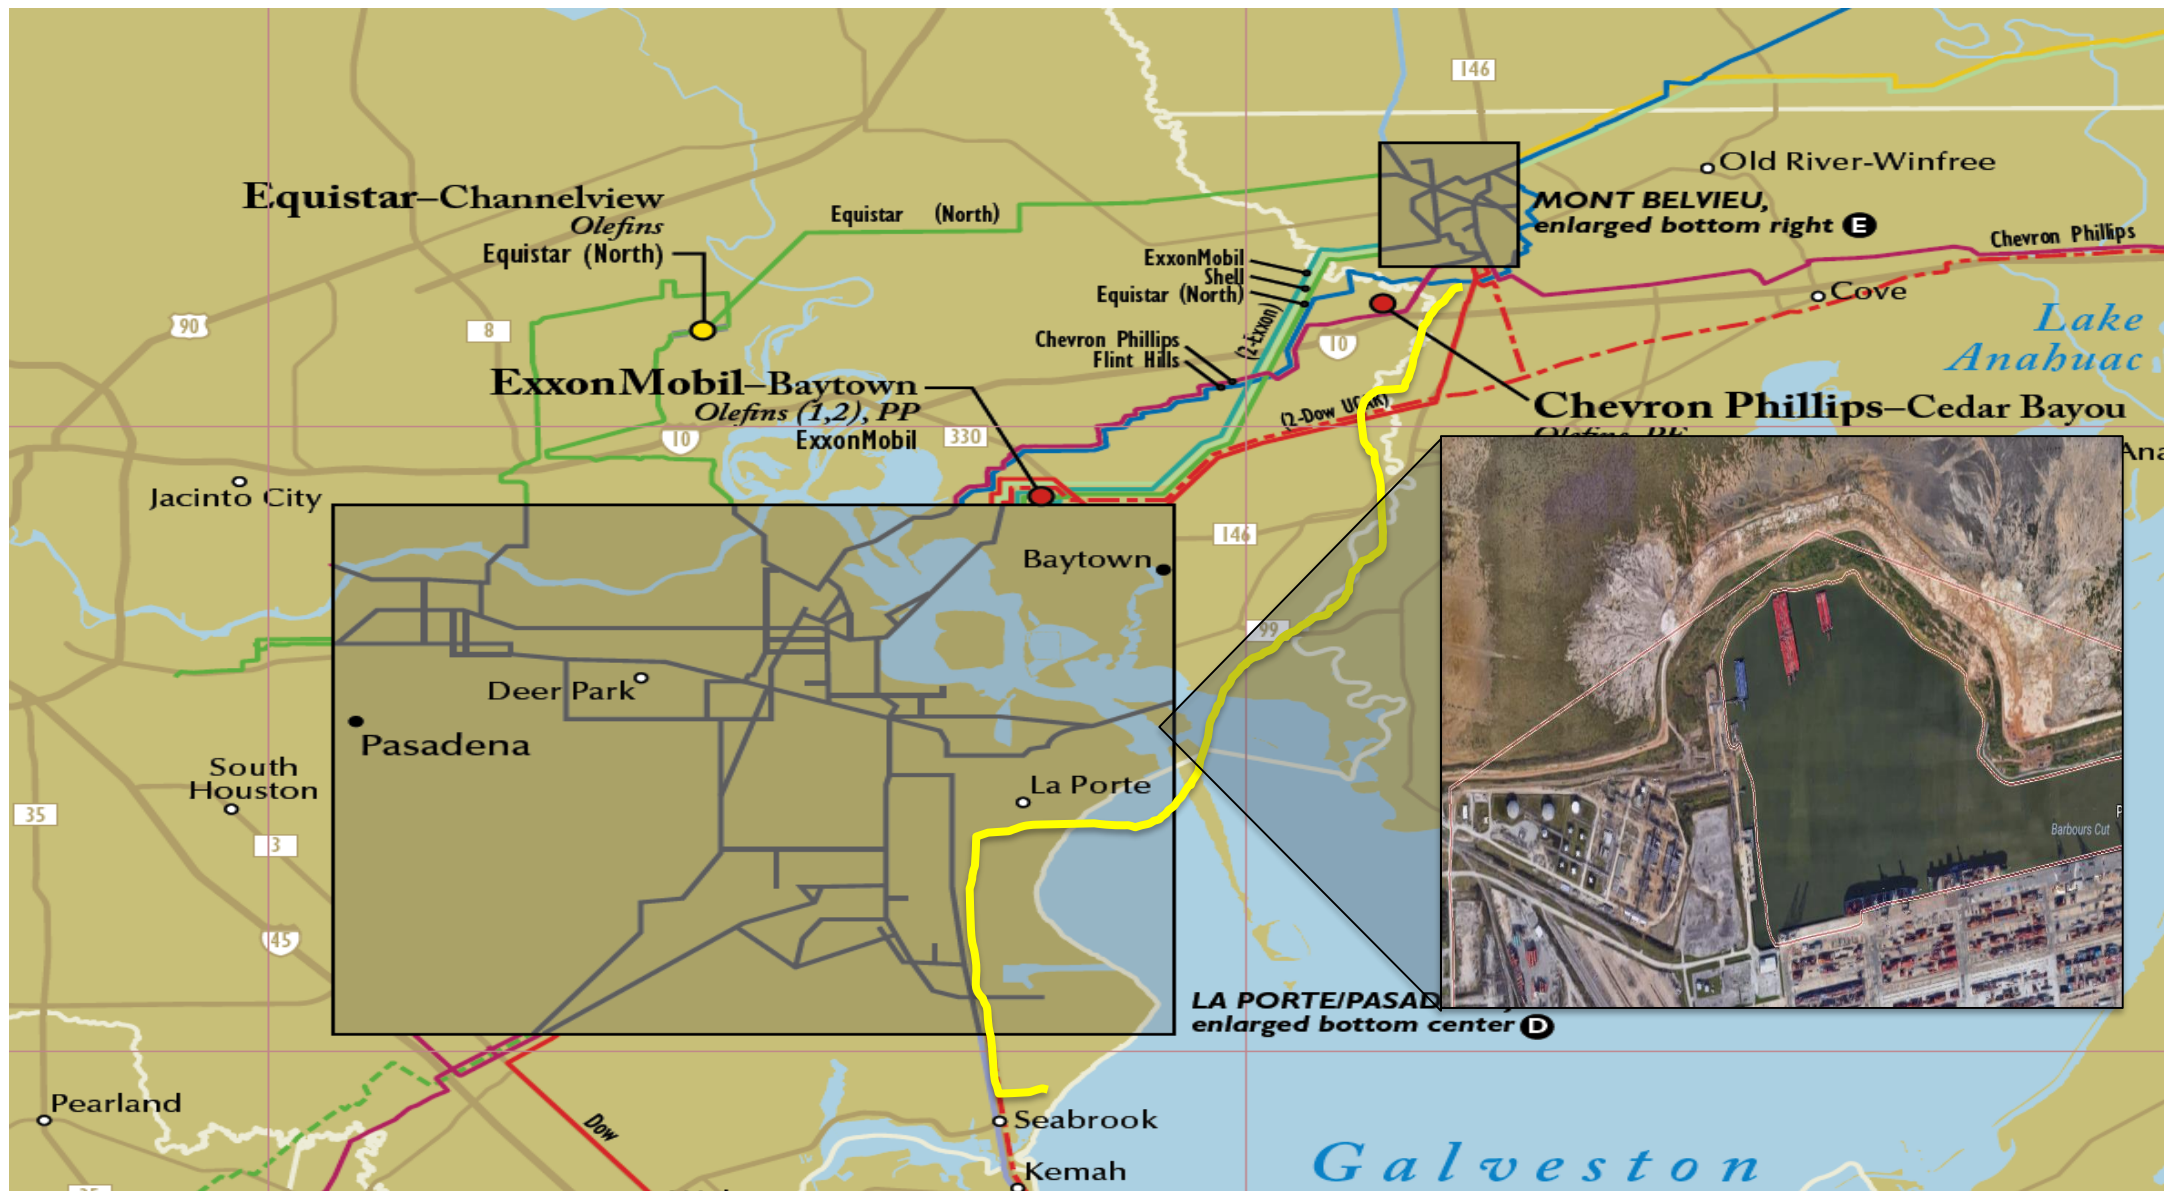 146
Old River-Winfree
Equistar–Channelview
Olefins
Equistar (North)
Equistar (North)
MONT BELVIEU,
enlarged bottom right E
Chevron Phillips
ExxonMobil
Shell
Equistar (North)
Cove
Lake
Anahuac
90
8
Chevron Phillips
Flint Hills
(2-Exxon)
10
ExxonMobil–Baytown
Olefins (1,2), PP
ExxonMobil
Chevron Phillips–Cedar Bayou
(2-Dow UCAR)
10
330
Jacinto City
146
Baytown
99
Deer Park
Pasadena
South
Houston
La Porte
35
3
45
Barbours Cut
LA PORTE/PASAD
enlarged bottom center D
Pearland
Dow
Seabrook
Kemah
Galveston